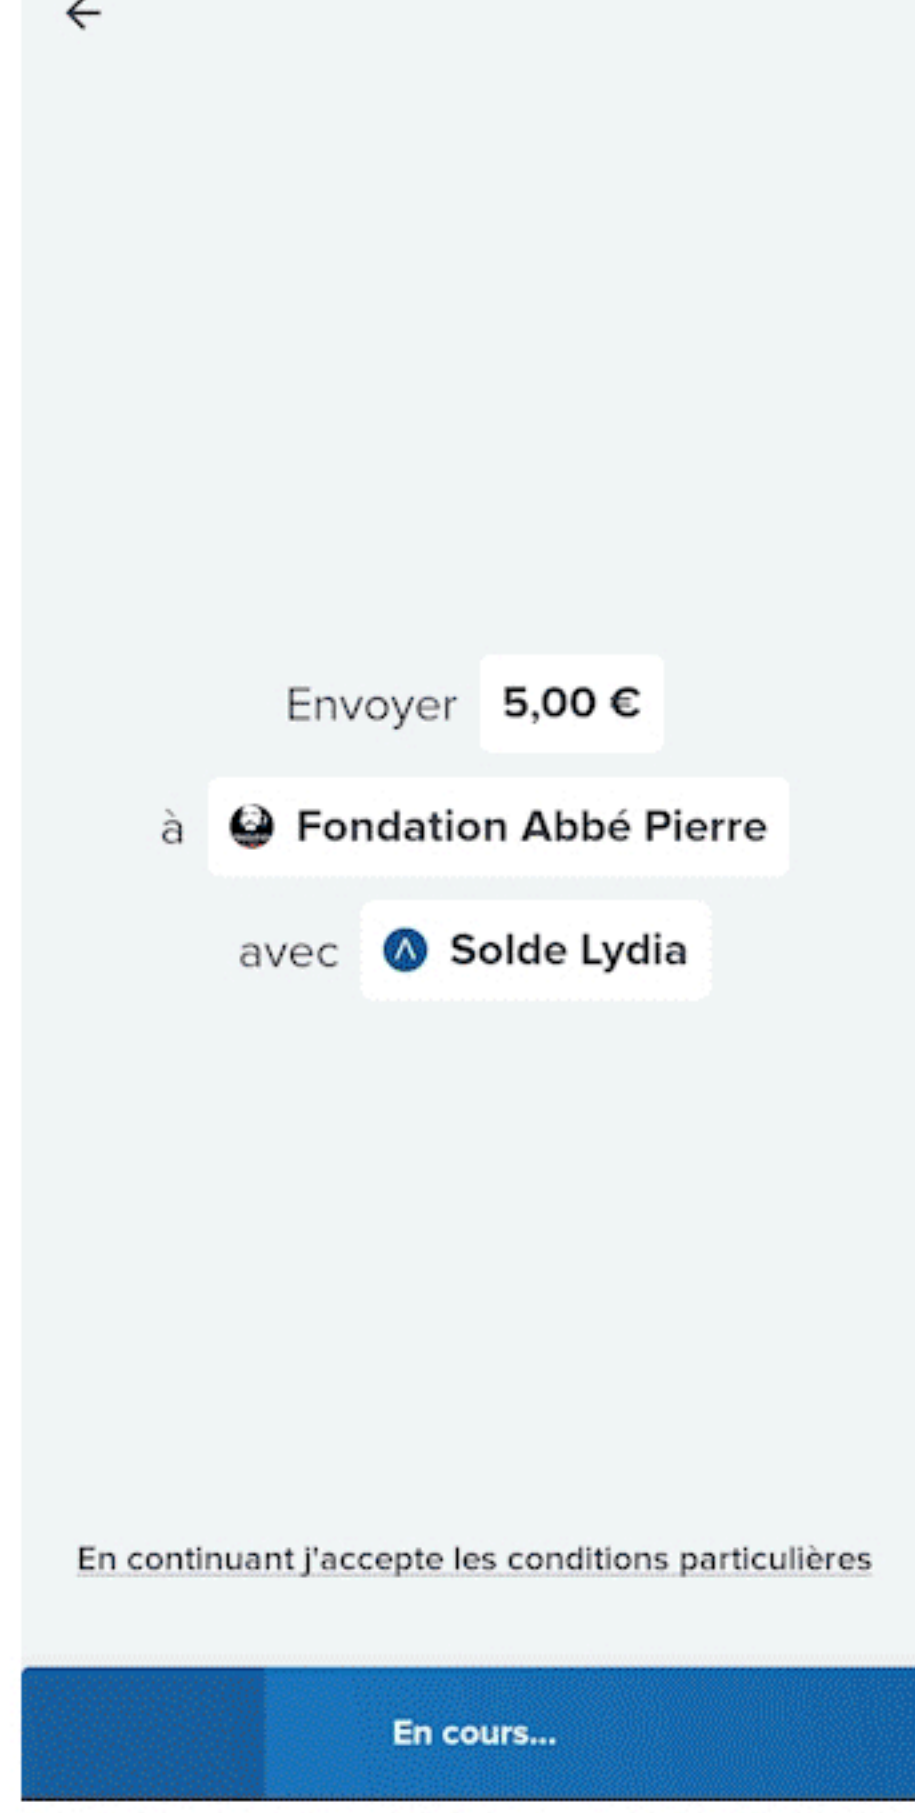 Envoyer 5,00 €
à Fondation Abbé Pierre
avec Solde Lydia
En continuant j'accepte les conditions particulières
En cours...